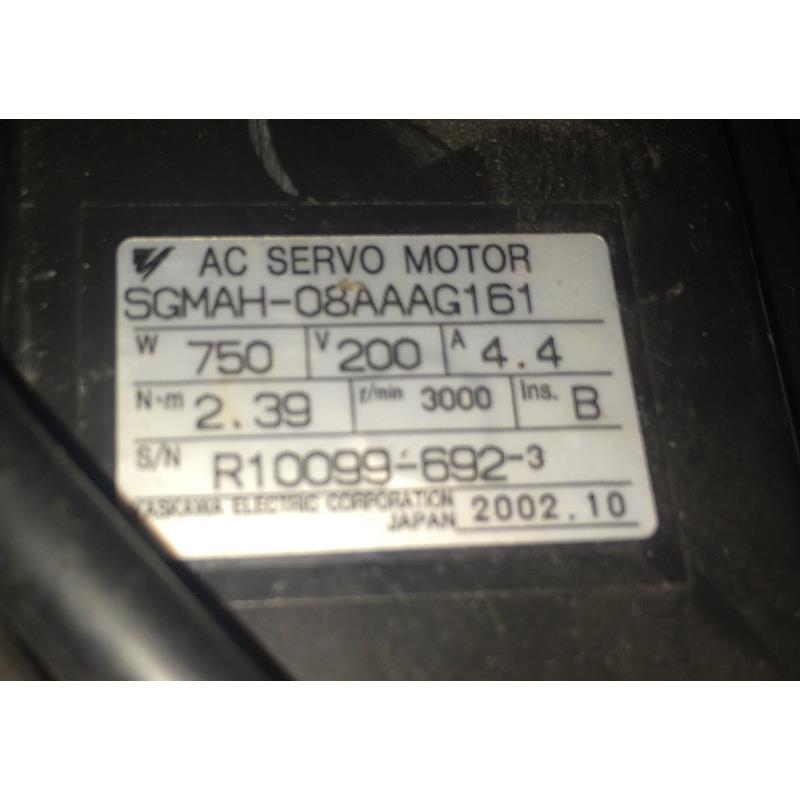 AC SERVO MOTOR
SGMAH-08AAAG161
W 750 V 200 A 4.4
N-m 2.39 r/min 3000 Ins. B
S/N R10099-692-3
YASKAWA ELECTRIC CORPORATION
JAPAN 2002.10